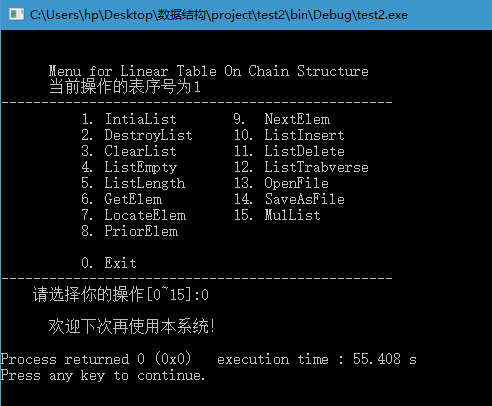 C:\Users\hp\Desktop\数据结构\project\test2\bin\Debug\test2.exe
Menu for Linear Table On Chain Structure
当前操作的表序号为1
-------------------------------------------------
1. IntiaList 9. NextElem
2. DestroyList 10. ListInsert
3. ClearList 11. ListDelete
4. ListEmpty 12. ListTrabverse
5. ListLength 13. OpenFile
6. GetElem 14. SaveAsFile
7. LocateElem 15. MulList
8. PriorElem
0. Exit
-------------------------------------------------
请选择你的操作[0~15]:0
欢迎下次再使用本系统!
Process returned 0 (0x0) execution time : 55.408 s
Press any key to continue.